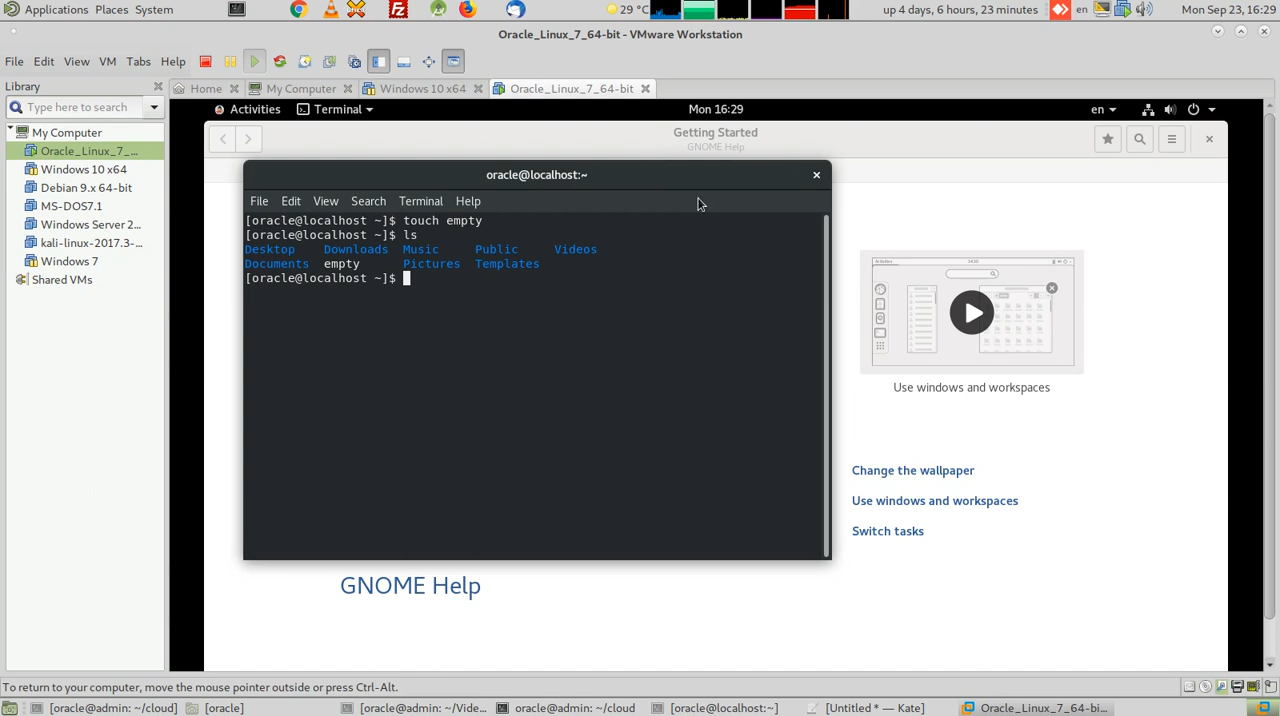 Applications Places System 29 °C up 4 days, 6 hours, 23 minutes en Mon Sep 23, 16:29
Oracle_Linux_7_64-bit - VMware Workstation
File Edit View VM Tabs Help
Library
Home
My Computer
Windows 10 x64
Oracle_Linux_7_64-bit
Type here to search
My Computer
Oracle_Linux_7_...
Windows 10 x64
Debian 9.x 64-bit
MS-DOS7.1
Windows Server 2...
kali-linux-2017.3-...
Windows 7
Shared VMs
Activities Terminal Mon 16:29 en
Getting Started
GNOME Help
oracle@localhost:~
File Edit View Search Terminal Help
[oracle@localhost ~]$ touch empty
[oracle@localhost ~]$ ls
Desktop Downloads Music Public Videos
Documents empty Pictures Templates
[oracle@localhost ~]$
Use windows and workspaces
Change the wallpaper
Use windows and workspaces
Switch tasks
GNOME Help
To return to your computer, move the mouse pointer outside or press Ctrl-Alt.
[oracle@admin: ~/cloud] [oracle] [oracle@admin: ~/Vide... oracle@admin: ~/cloud [oracle@localhost:~] [Untitled * — Kate] Oracle_Linux_7_64-bi...